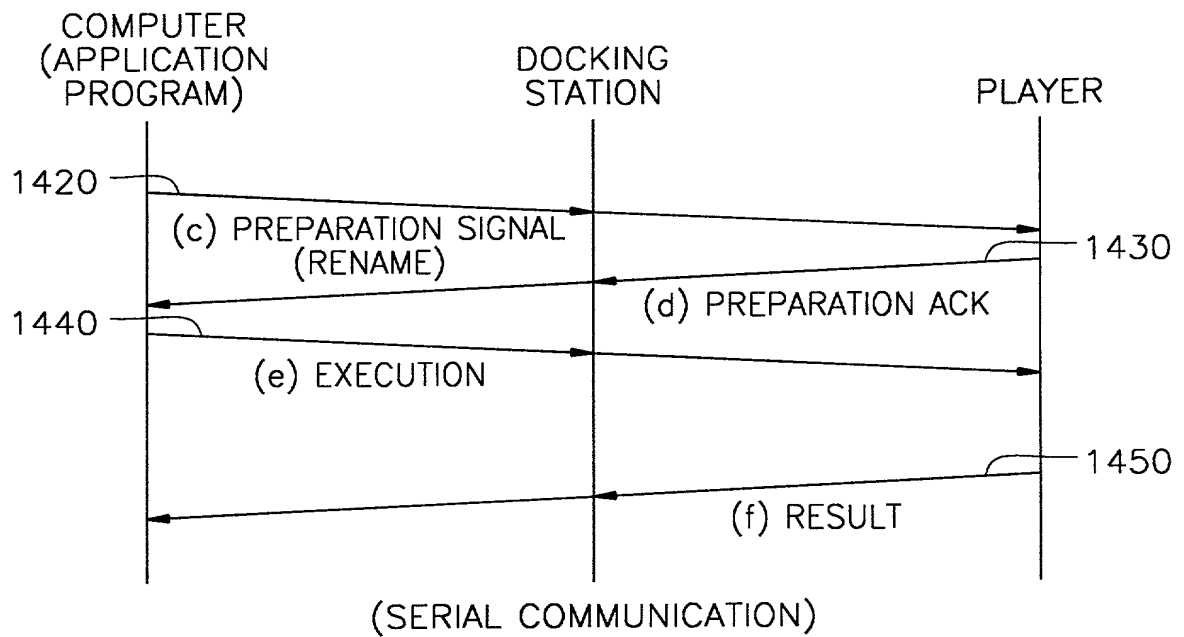 COMPUTER
(APPLICATION
PROGRAM)
DOCKING
STATION
PLAYER
1420
(c) PREPARATION SIGNAL
(RENAME)
1430
(d) PREPARATION ACK
1440
(e) EXECUTION
1450
(f) RESULT
(SERIAL COMMUNICATION)